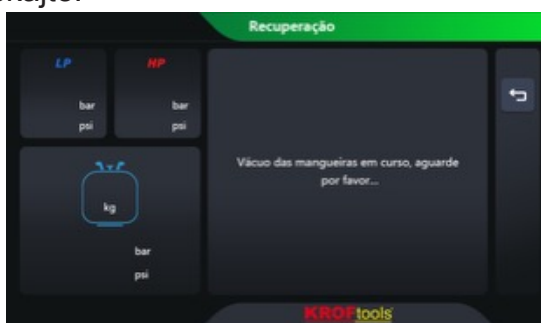 Recuperação
LP HP
bar bar
psi psi
Vácuo das mangueiras em curso, aguarde
por favor...
kg
bar
psi
KROFtools